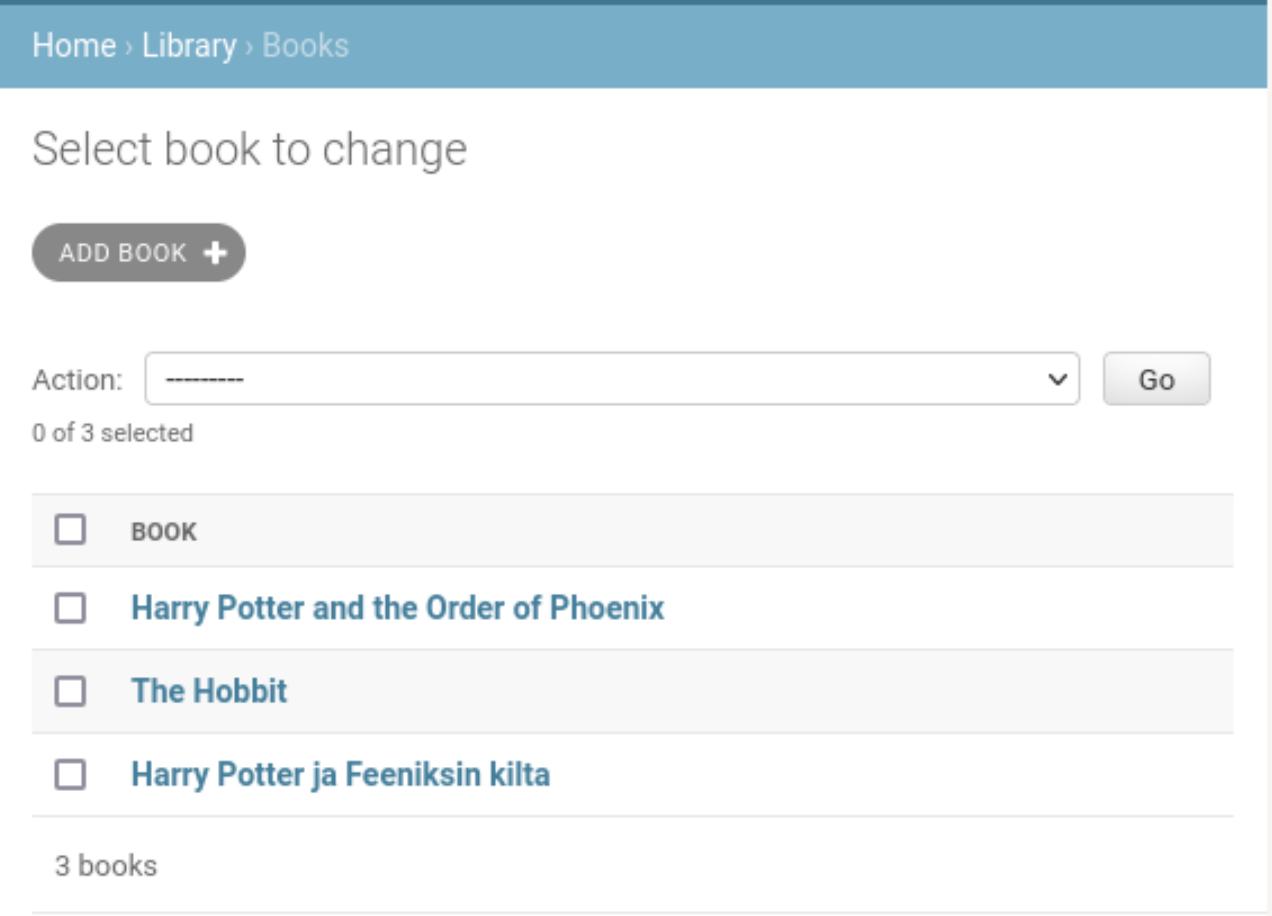 Home › Library › Books
Select book to change
ADD BOOK +
Action: --------- Go
0 of 3 selected
BOOK
Harry Potter and the Order of Phoenix
The Hobbit
Harry Potter ja Feeniksin kilta
3 books